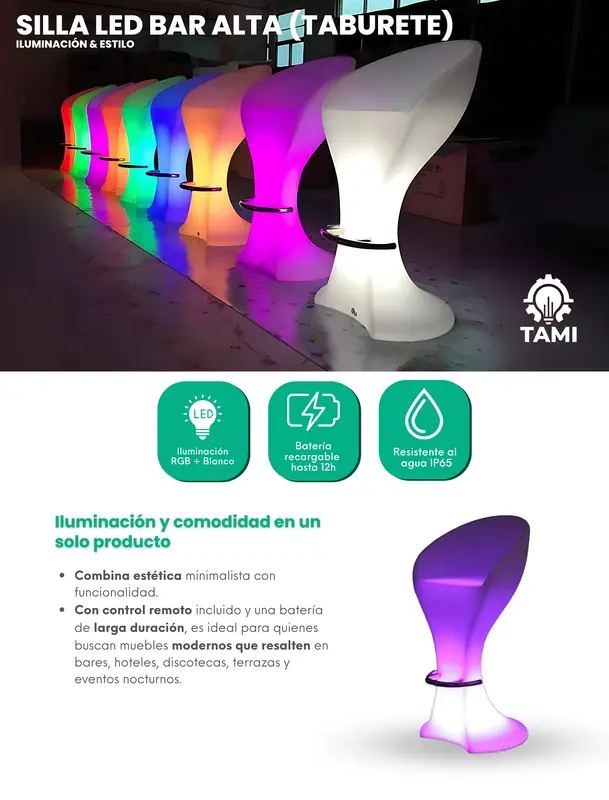 SILLA LED BAR ALTA (TABURETE)
ILUMINACIÓN & ESTILO
TAMI
LED
Iluminación
RGB + Blanco
Batería
recargable
hasta 12h
Resistente al
agua IP65
Iluminación y comodidad en un
solo producto
• Combina estética minimalista con
funcionalidad.
• Con control remoto incluido y una batería
de larga duración, es ideal para quienes
buscan muebles modernos que resalten en
bares, hoteles, discotecas, terrazas y
eventos nocturnos.